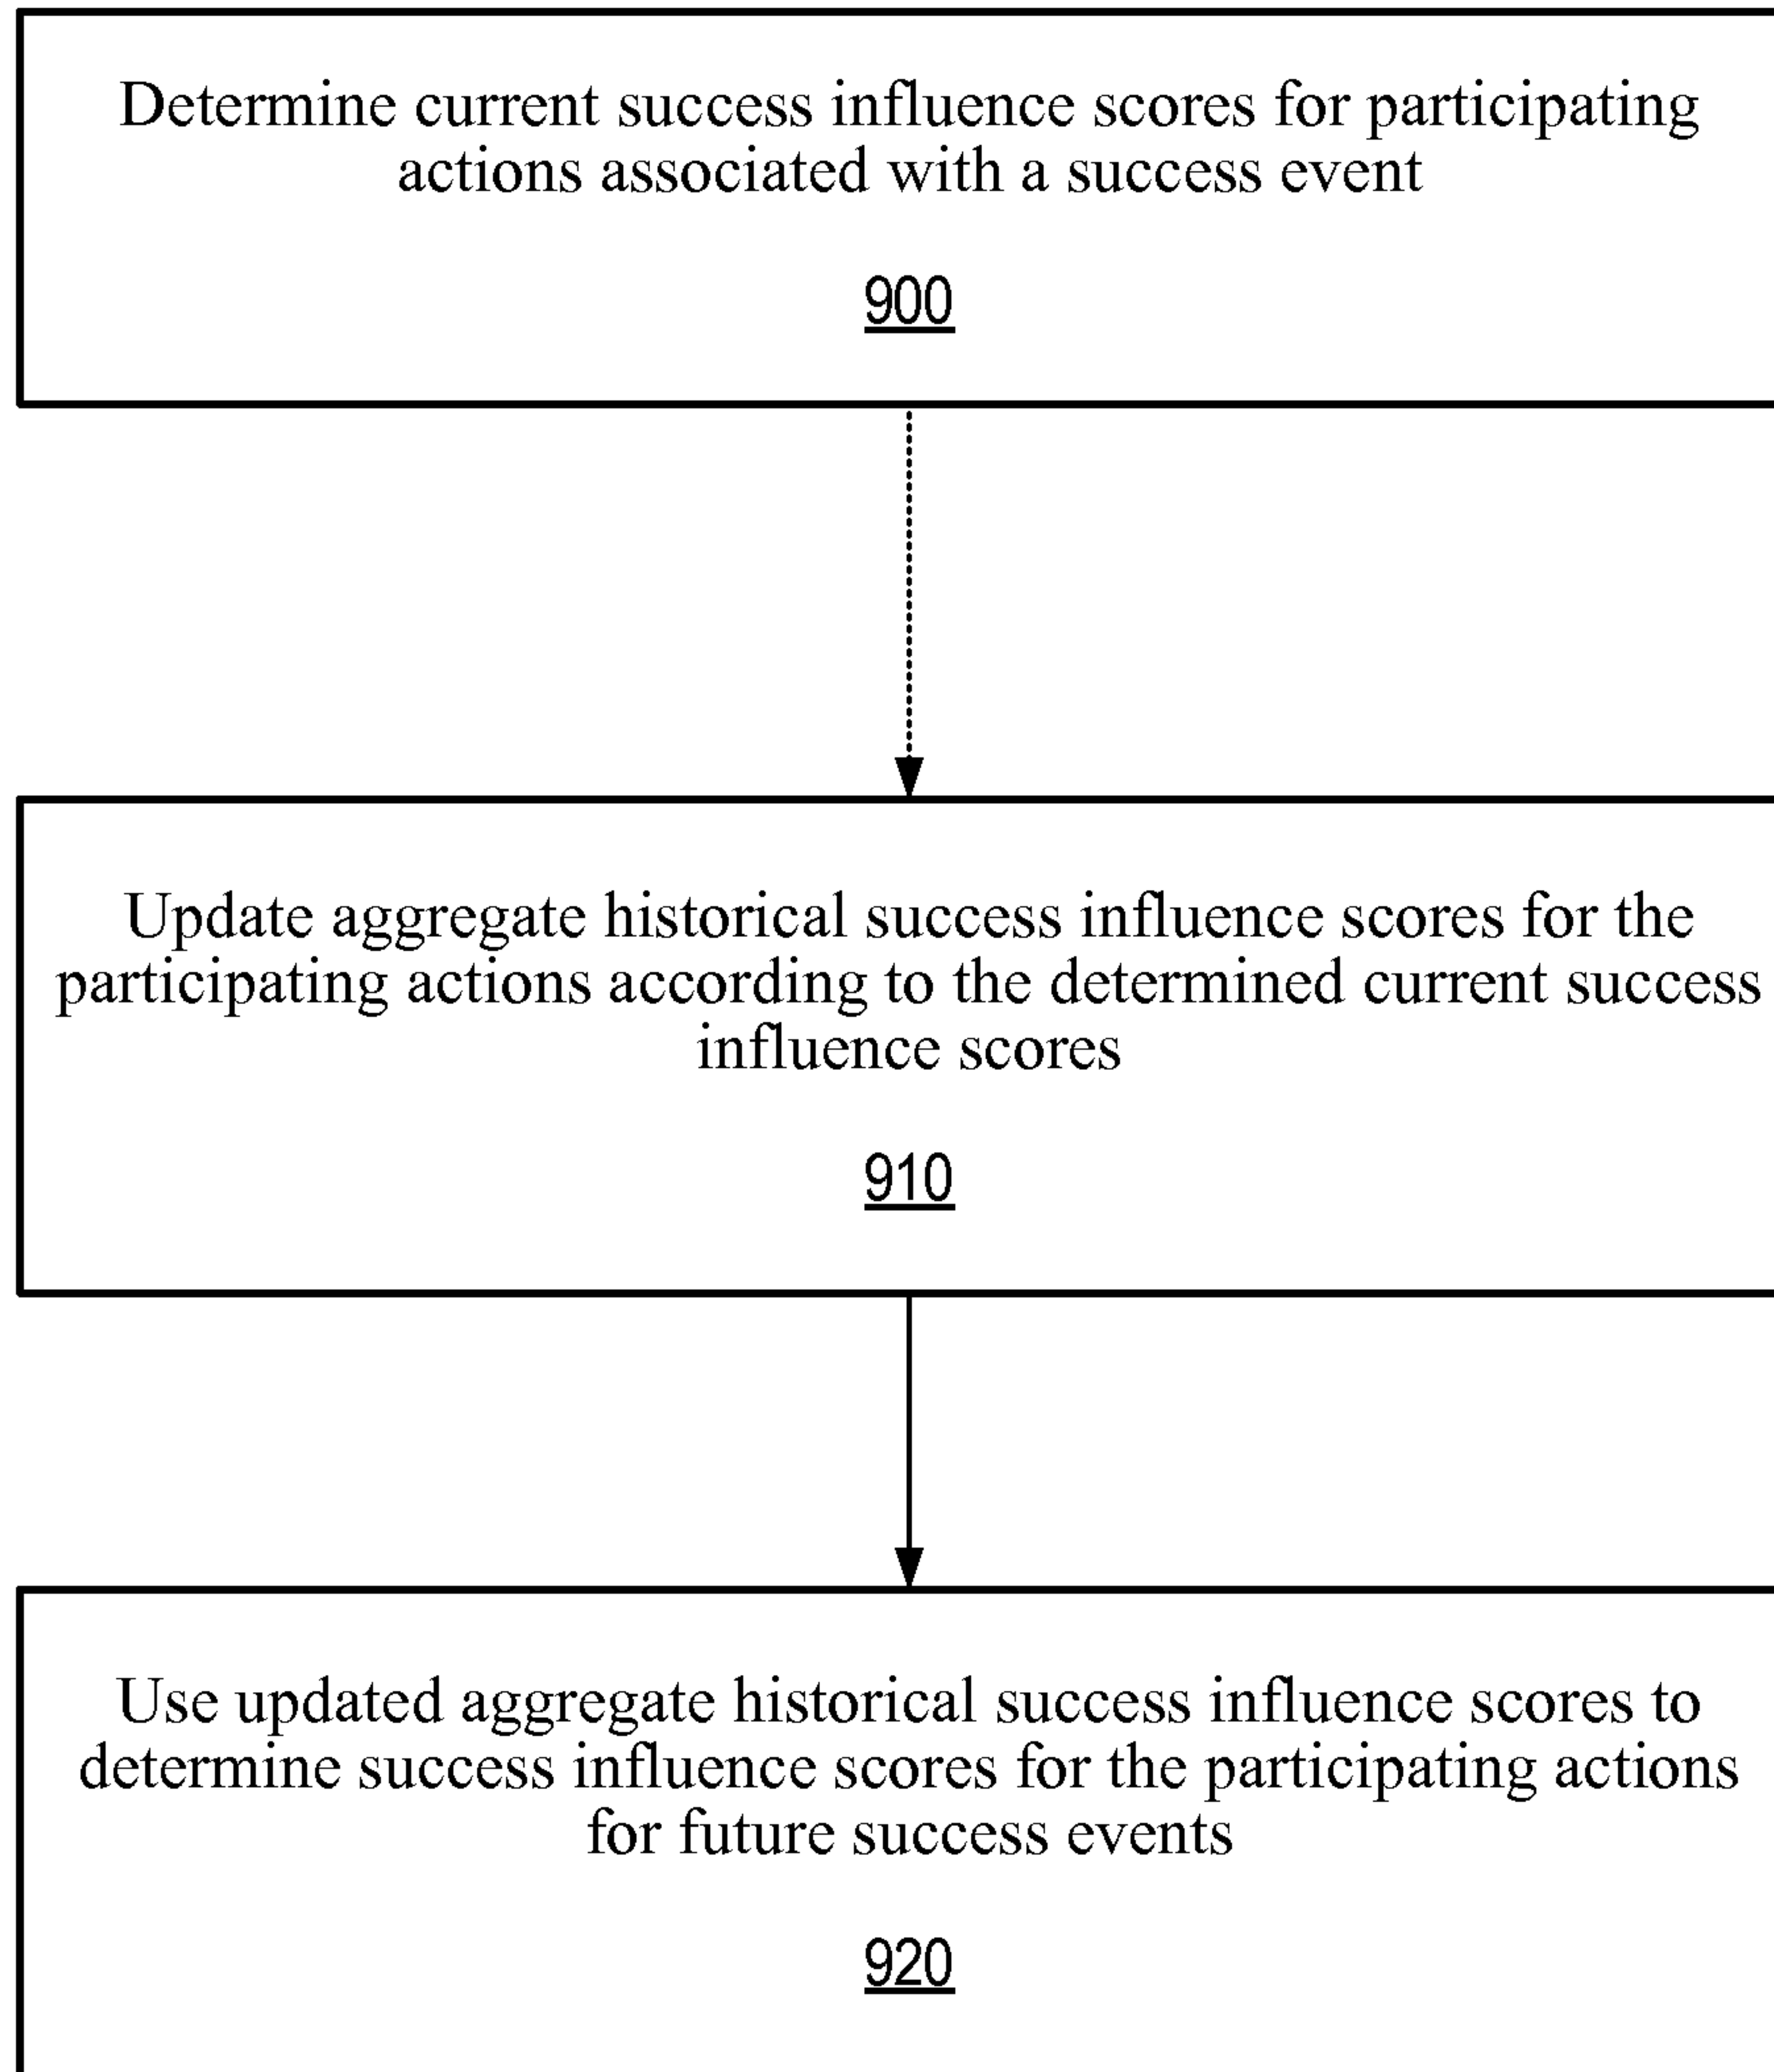 Determine current success influence scores for participating
actions associated with a success event
900
Update aggregate historical success influence scores for the
participating actions according to the determined current success
influence scores
910
Use updated aggregate historical success influence scores to
determine success influence scores for the participating actions
for future success events
920